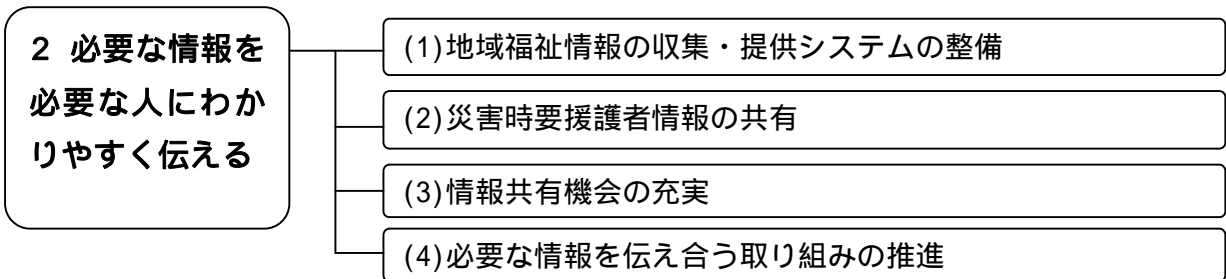 2 必要な情報を
必要な人にわか
りやすく伝える
(1)地域福祉情報の収集・提供システムの整備
(2)災害時要援護者情報の共有
(3)情報共有機会の充実
(4)必要な情報を伝え合う取り組みの推進